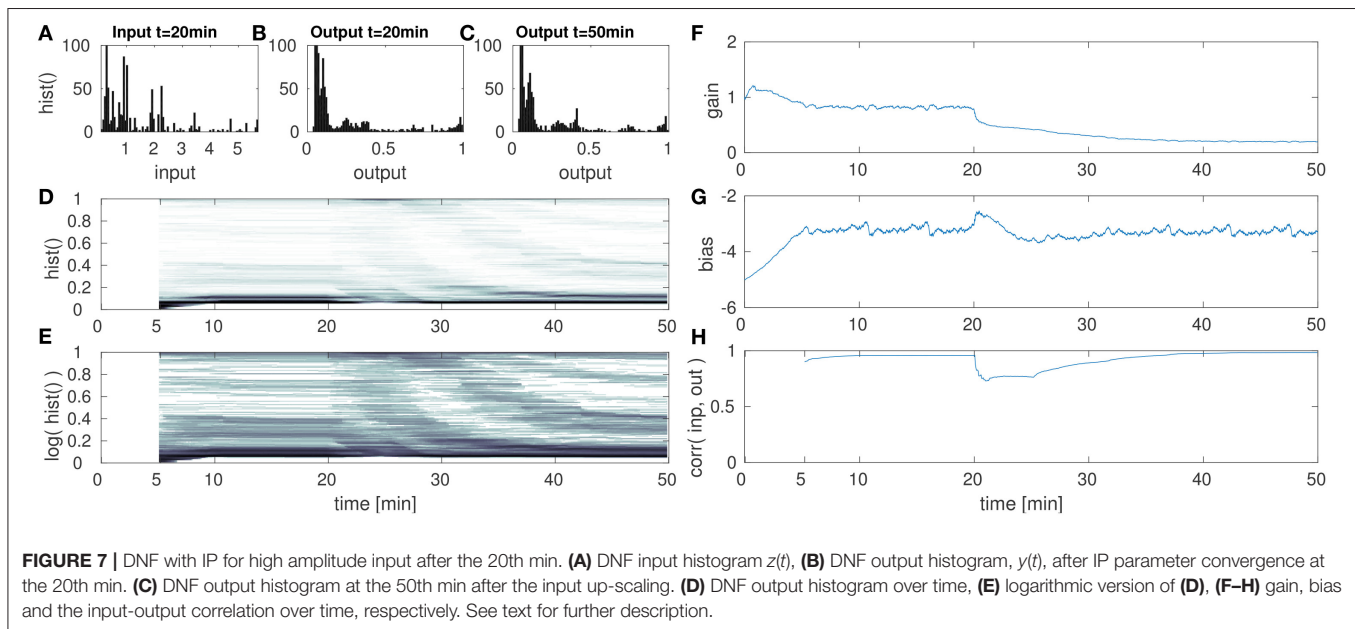 A Input t=20min
100
50
0
hist()
1 2 3 4 5
input
B Output t=20min
100
50
0
0 0.5 1
output
C Output t=50min
100
50
0
0 0.5 1
output
D
1
0.8
0.6
0.4
0.2
0
hist()
0 5 10 20 30 40 50
E
1
0.8
0.6
0.4
0.2
0
log( hist() )
0 5 10 20 30 40 50
time [min]
F
2
1
0
gain
0 5 10 20 30 40 50
G
-2
-4
-6
bias
0 5 10 20 30 40 50
H
1
0.5
0
corr( inp, out )
0 5 10 20 30 40 50
time [min]
FIGURE 7 | DNF with IP for high amplitude input after the 20th min. (A) DNF input histogram z(t), (B) DNF output histogram, y(t), after IP parameter convergence at
the 20th min. (C) DNF output histogram at the 50th min after the input up-scaling. (D) DNF output histogram over time, (E) logarithmic version of (D), (F–H) gain, bias
and the input-output correlation over time, respectively. See text for further description.